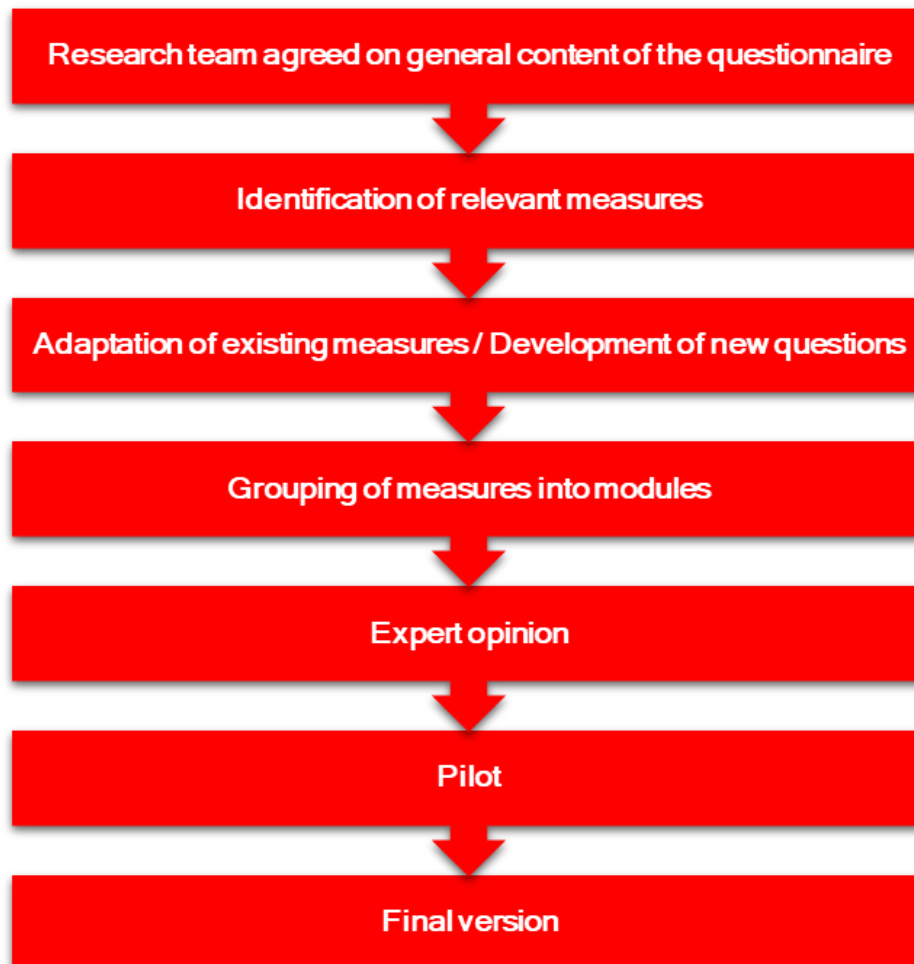 Research team agreed on general content of the questionnaire
Identification of relevant measures
Adaptation of existing measures / Development of new questions
Grouping of measures into modules
Expert opinion
Pilot
Final version